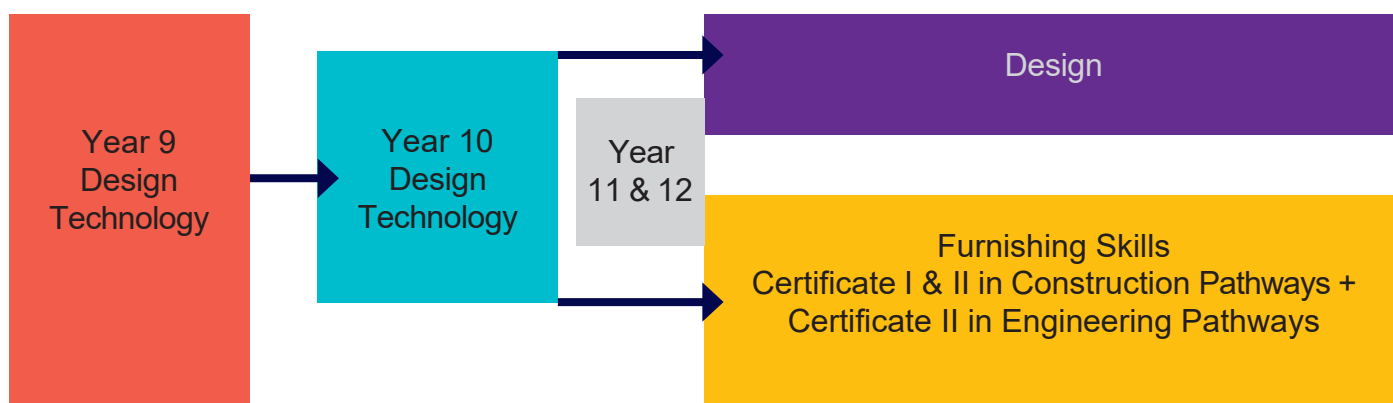 Year 9
Design
Technology
Year 10
Design
Technology
Year
11 & 12
Design
Furnishing Skills
Certificate I & II in Construction Pathways +
Certificate II in Engineering Pathways